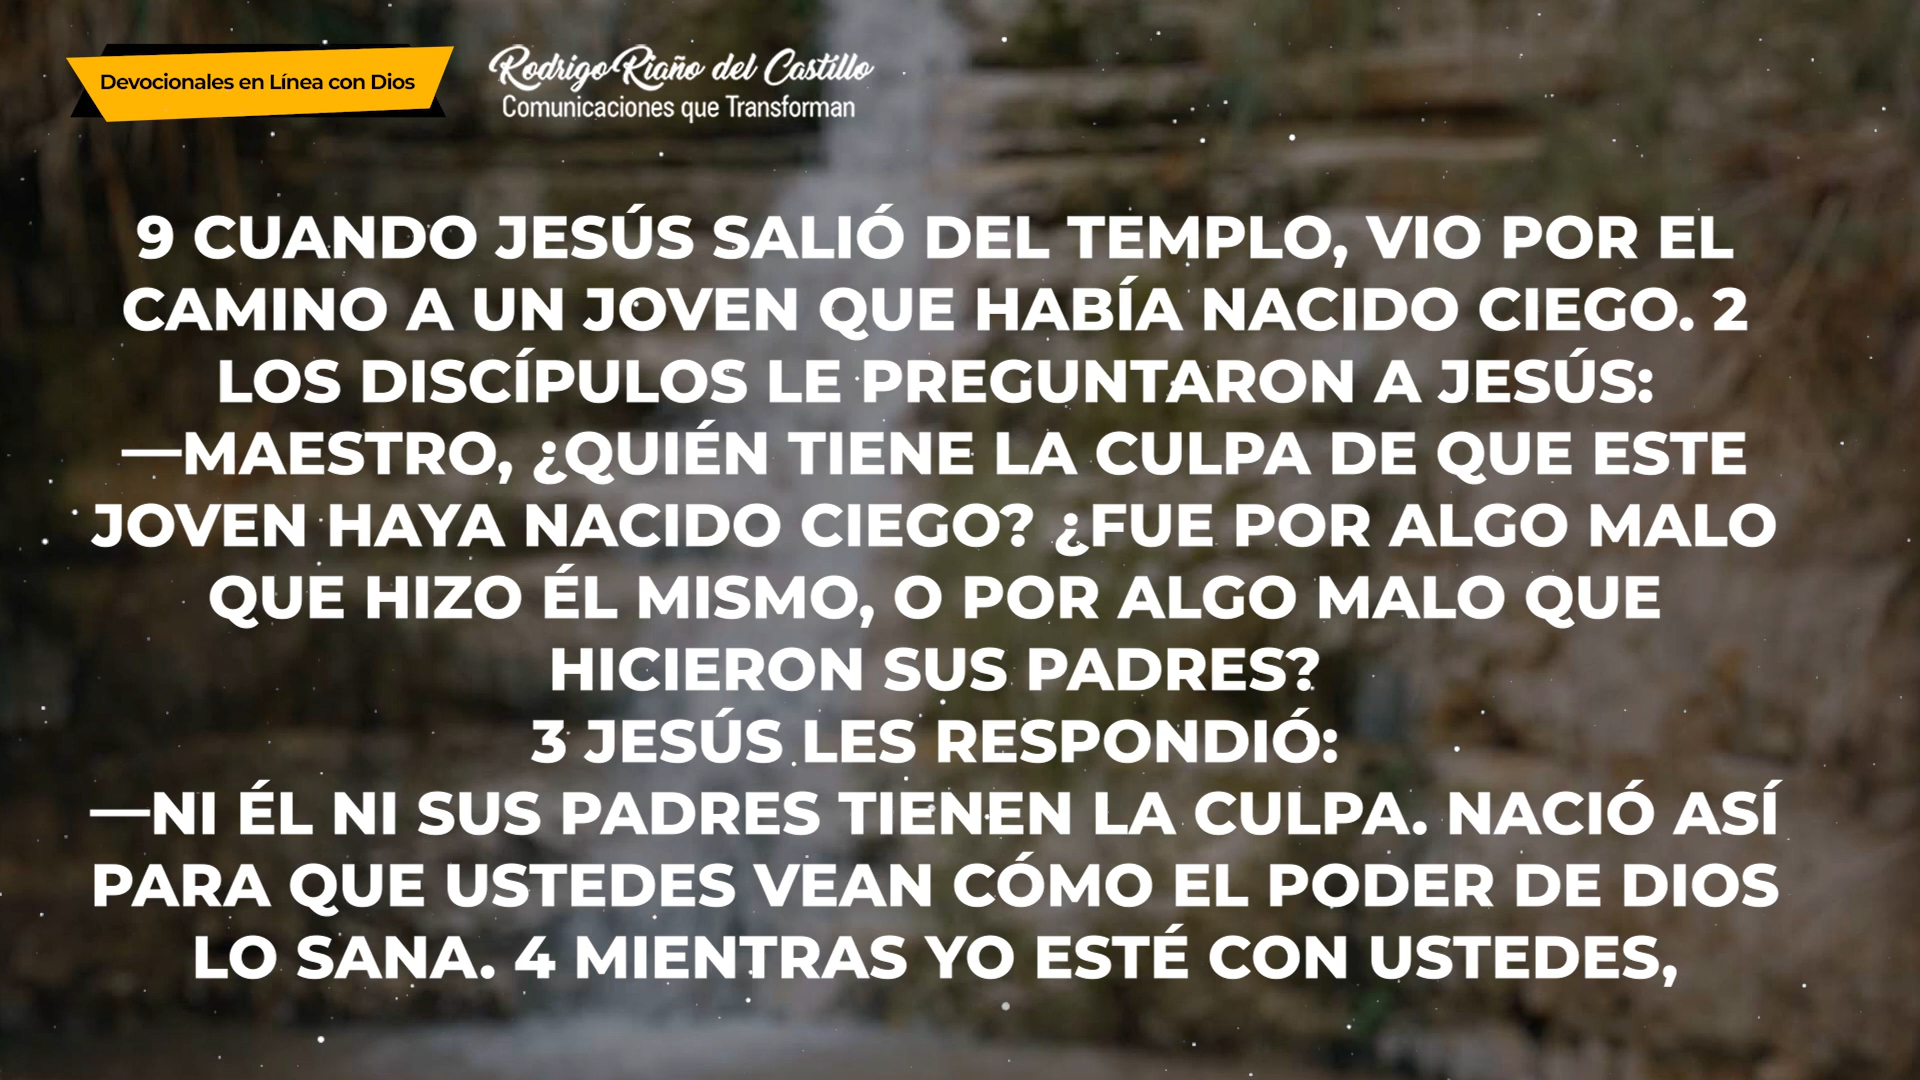 Devocionales en Línea con Dios
Rodrigo Riaño del Castillo
Comunicaciones que Transforman
9 CUANDO JESÚS SALIÓ DEL TEMPLO, VIO POR EL
CAMINO A UN JOVEN QUE HABÍA NACIDO CIEGO. 2
LOS DISCÍPULOS LE PREGUNTARON A JESÚS:
—MAESTRO, ¿QUIÉN TIENE LA CULPA DE QUE ESTE
JOVEN HAYA NACIDO CIEGO? ¿FUE POR ALGO MALO
QUE HIZO ÉL MISMO, O POR ALGO MALO QUE
HICIERON SUS PADRES?
3 JESÚS LES RESPONDIÓ:
—NI ÉL NI SUS PADRES TIENEN LA CULPA. NACIÓ ASÍ
PARA QUE USTEDES VEAN CÓMO EL PODER DE DIOS
LO SANA. 4 MIENTRAS YO ESTÉ CON USTEDES,